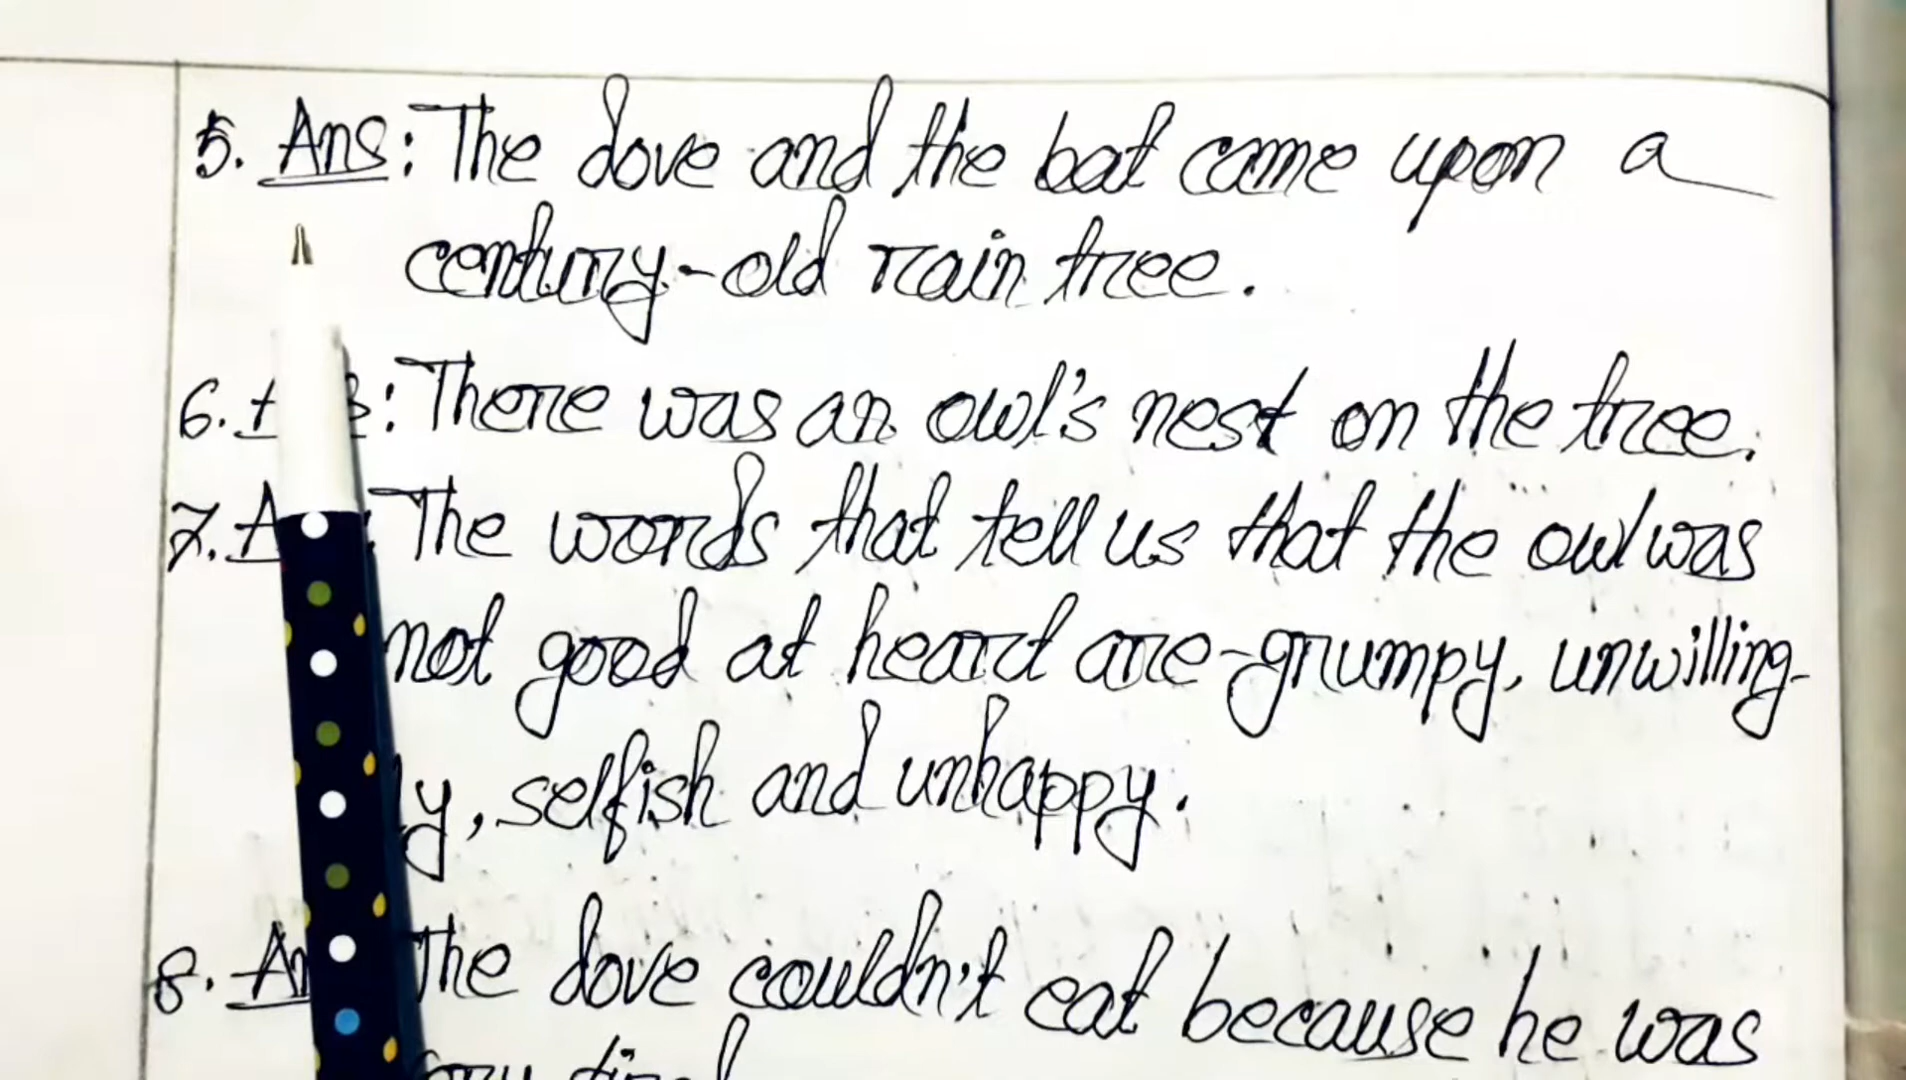 5. Ans: The dove and the bat came upon a
century-old rain tree.
6. : There was an owl's nest on the tree.
7. The words that tell us that the owl was
not good at heart are-grumpy, unwilling-
ly, selfish and unhappy.
8. The dove couldn't eat because he was